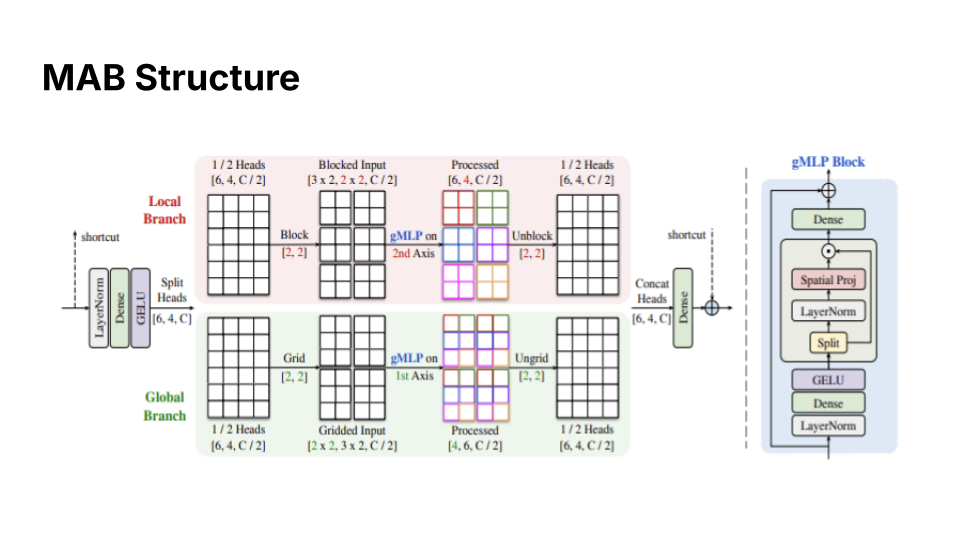 MAB Structure
1 / 2 Heads
[6, 4, C / 2]
Blocked Input
[3 x 2, 2 x 2, C / 2]
Processed
[6, 4, C / 2]
1 / 2 Heads
[6, 4, C / 2]
Local
Branch
shortcut
LayerNorm
Dense
GELU
Split
Heads
[6, 4, C]
Block
[2, 2]
gMLP on
2nd Axis
Unblock
[2, 2]
Grid
[2, 2]
gMLP on
1st Axis
Ungrid
[2, 2]
Global
Branch
1 / 2 Heads
[6, 4, C / 2]
Gridded Input
[2 x 2, 3 x 2, C / 2]
Processed
[4, 6, C / 2]
1 / 2 Heads
[6, 4, C / 2]
Concat
Heads
[6, 4, C]
Dense
shortcut
gMLP Block
Dense
Spatial Proj
LayerNorm
Split
GELU
Dense
LayerNorm